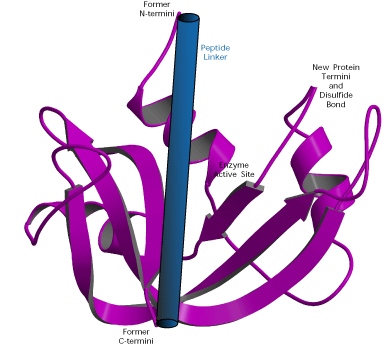 Former
N-termini
Peptide
Linker
New Protein
Termini
and
Disulfide
Bond
Enzyme
Active Site
Former
C-termini